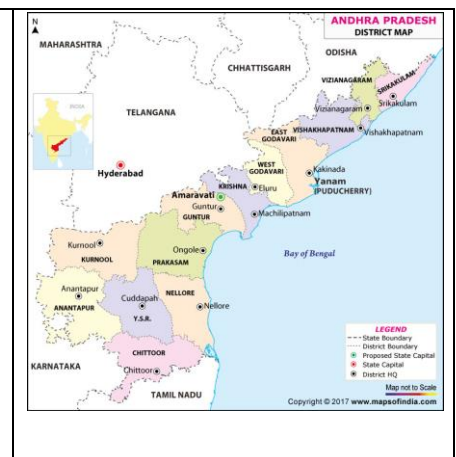 N
ANDHRA PRADESH
DISTRICT MAP
MAHARASHTRA
ODISHA
CHHATTISGARH
VIZIANAGARAM
SRIKAKULAM
Srikakulam
Vizianagaram
INDIA
TELANGANA
VISHAKHAPATNAM
Vishakhapatnam
EAST
GODAVARI
WEST
GODAVARI
Hyderabad
Kakinada
Yanam
(PUDUCHERRY)
KRISHNA
Eluru
Amaravati
Guntur
GUNTUR
Machilipatnam
Kurnool
KURNOOL
Ongole
PRAKASAM
Bay of Bengal
Anantapur
ANANTAPUR
Cuddapah
Y.S.R.
NELLORE
Nellore
CHITTOOR
Chittoor
KARNATAKA
TAMIL NADU
LEGEND
State Boundary
District Boundary
Proposed State Capital
State Capital
District HQ
Map not to Scale
Copyright © 2017 www.mapsofindia.com